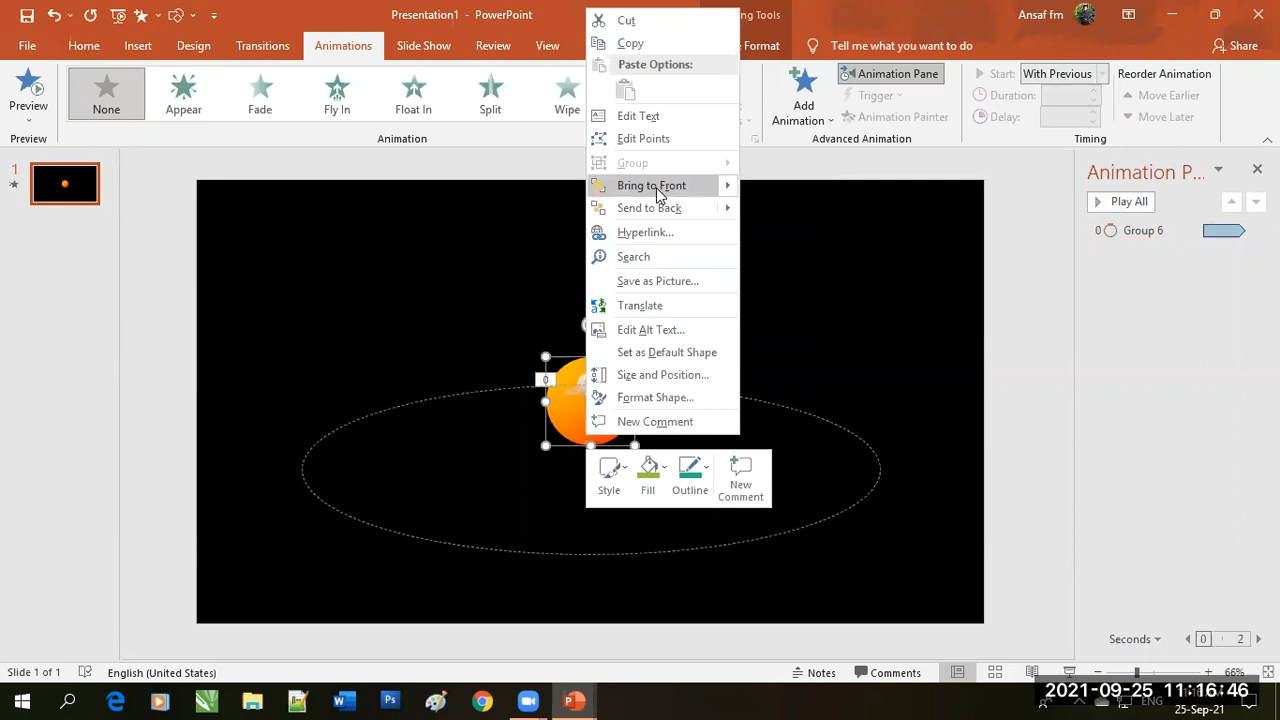 Presentation1 - PowerPoint
ing Tools
Ansaf fm
File
Home
Insert
Design
Transitions
Animations
Slide Show
Review
View
Format
Tell me what you want to do
Share
Preview
None
Appear
Fade
Fly In
Float In
Split
Wipe
Add
Animation
Animation Pane
Trigger
Animation Painter
Start:
With Previous
Duration:
Delay:
Reorder Animation
Move Earlier
Move Later
Preview
Animation
Advanced Animation
Timing
Cut
Copy
Paste Options:
Edit Text
Edit Points
Group
Bring to Front
Send to Back
Hyperlink...
Search
Save as Picture...
Translate
Edit Alt Text...
Set as Default Shape
Size and Position...
Format Shape...
New Comment
Style
Fill
Outline
New
Comment
1
0
Animation P...
Play All
0
Group 6
Seconds
0
2
Slide 1 of 1
English (United States)
Notes
Comments
66%
2021-09-25 11:16:46
ENG
25-Sep-21